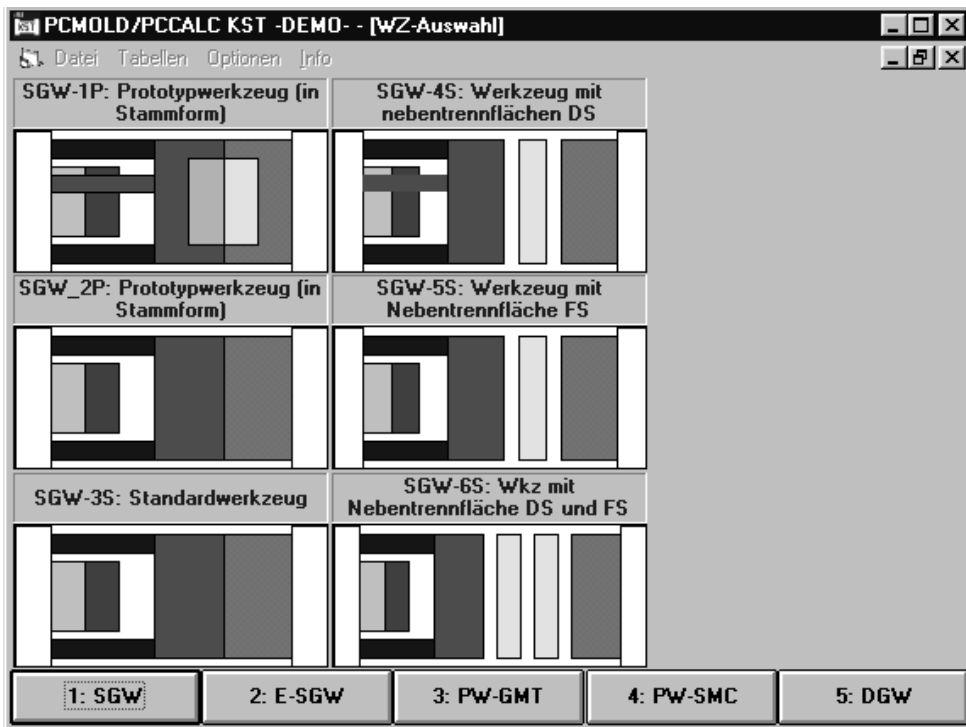 PCMOLD/PCCALC KST -DEMO- - [WZ-Auswahl]
Datei Tabellen Optionen Info
SGW-1P: Prototypwerkzeug (in
Stammform)
SGW-4S: Werkzeug mit
nebentrennflächen DS
SGW_2P: Prototypwerkzeug (in
Stammform)
SGW-5S: Werkzeug mit
Nebentrennfläche FS
SGW-3S: Standardwerkzeug
SGW-6S: Wkz mit
Nebentrennfläche DS und FS
1: SGW
2: E-SGW
3: PW-GMT
4: PW-SMC
5: DGW